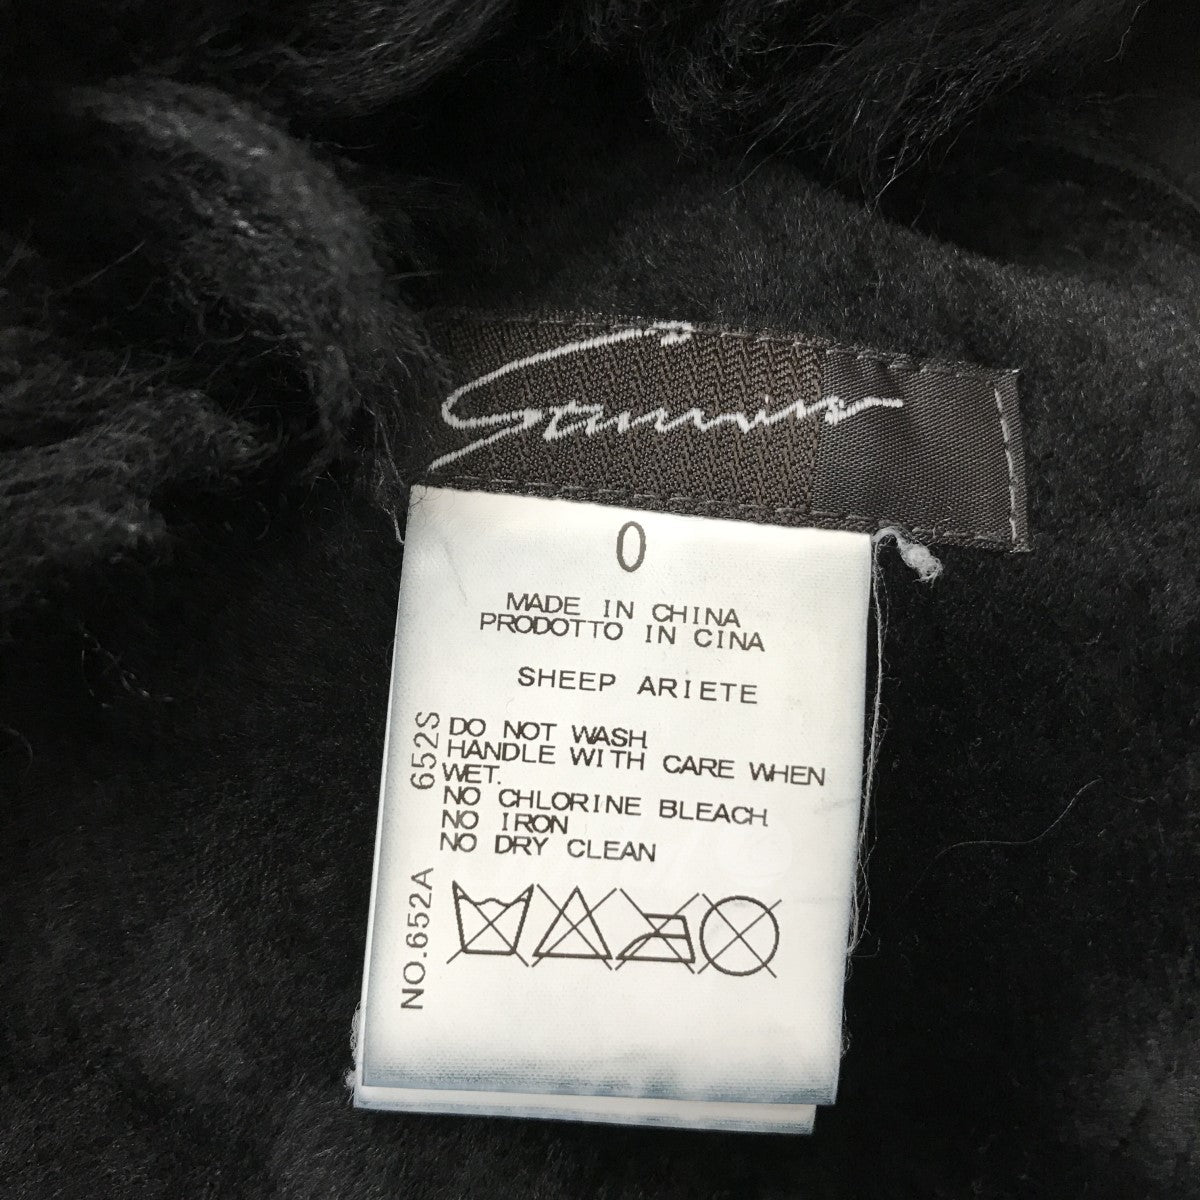 0
MADE IN CHINA
PRODOTTO IN CINA
SHEEP ARIETE
DO NOT WASH
HANDLE WITH CARE WHEN
WET.
NO CHLORINE BLEACH
NO IRON
NO DRY CLEAN
NO.652A 652S